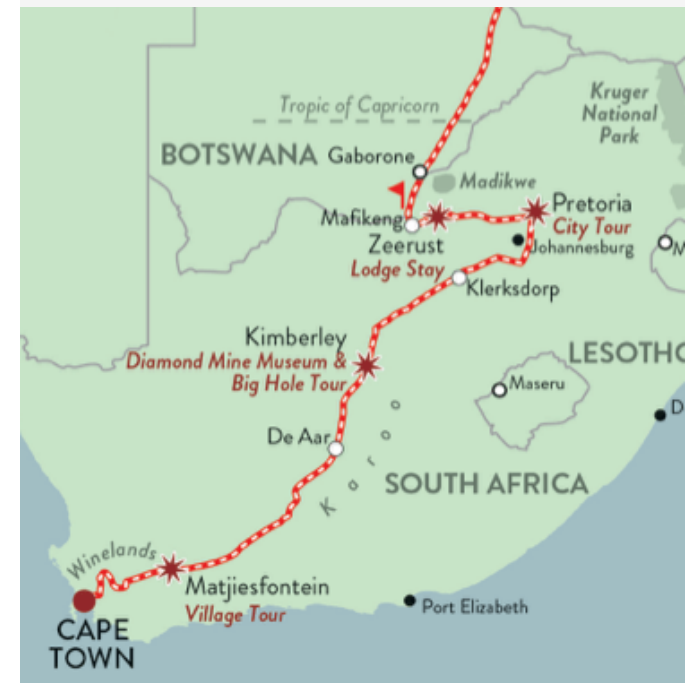 Tropic of Capricorn
Kruger
National
Park
BOTSWANA
Gaborone
Madikwe
Pretoria
City Tour
Mafikeng
Zeerust
Lodge Stay
Johannesburg
M
Klerksdorp
Kimberley
Diamond Mine Museum &
Big Hole Tour
LESOTHO
Maseru
D
De Aar
Karoo
SOUTH AFRICA
Winelands
Matjiesfontein
Village Tour
Port Elizabeth
CAPE
TOWN